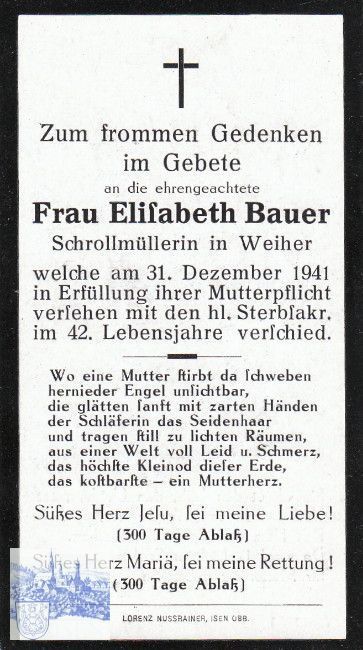 Zum frommen Gedenken
im Gebete
an die ehrengeachtete
Frau Eliſabeth Bauer
Schrollmüllerin in Weiher
welche am 31. Dezember 1941
in Erfüllung ihrer Mutterpflicht
verſehen mit den hl. Sterbſakr.
im 42. Lebensjahre verſchied.
Wo eine Mutter ſtirbt da ſchweben
hernieder Engel unſichtbar,
die glätten ſanft mit zarten Händen
der Schläferin das Seidenhaar
und tragen ſtill zu lichten Räumen,
aus einer Welt voll Leid u. Schmerz,
das höchſte Kleinod dieſer Erde,
das koſtbarſte - ein Mutterherz.
Süßes Herz Jeſu, ſei meine Liebe!
(300 Tage Ablaß)
Süßes Herz Mariä, ſei meine Rettung!
(300 Tage Ablaß)
LORENZ NUSSRAINER, ISEN OBB.